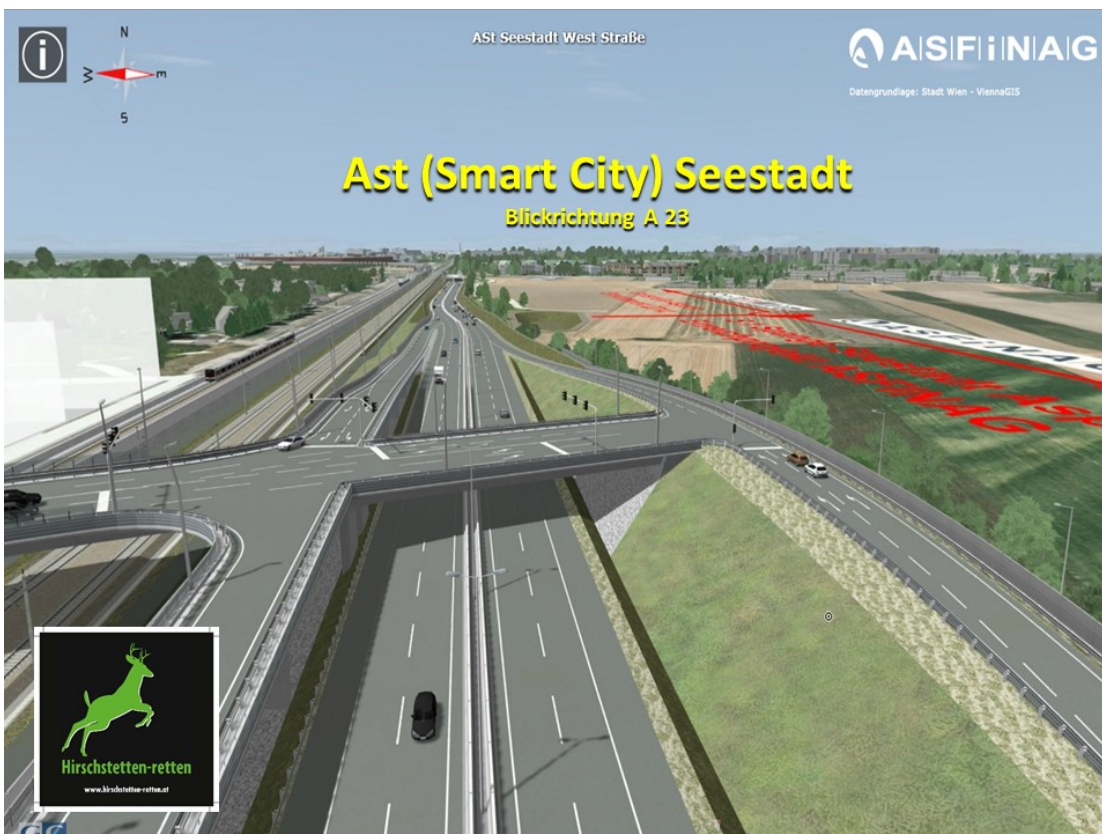 i
N
W
E
S
ASt Seestadt West Straße
ASFiNAG
Datengrundlage: Stadt Wien - ViennaGIS
Ast (Smart City) Seestadt
Blickrichtung A 23
ASFiNAG
Hirschstetten-retten
www.hirschstetten-retten.at